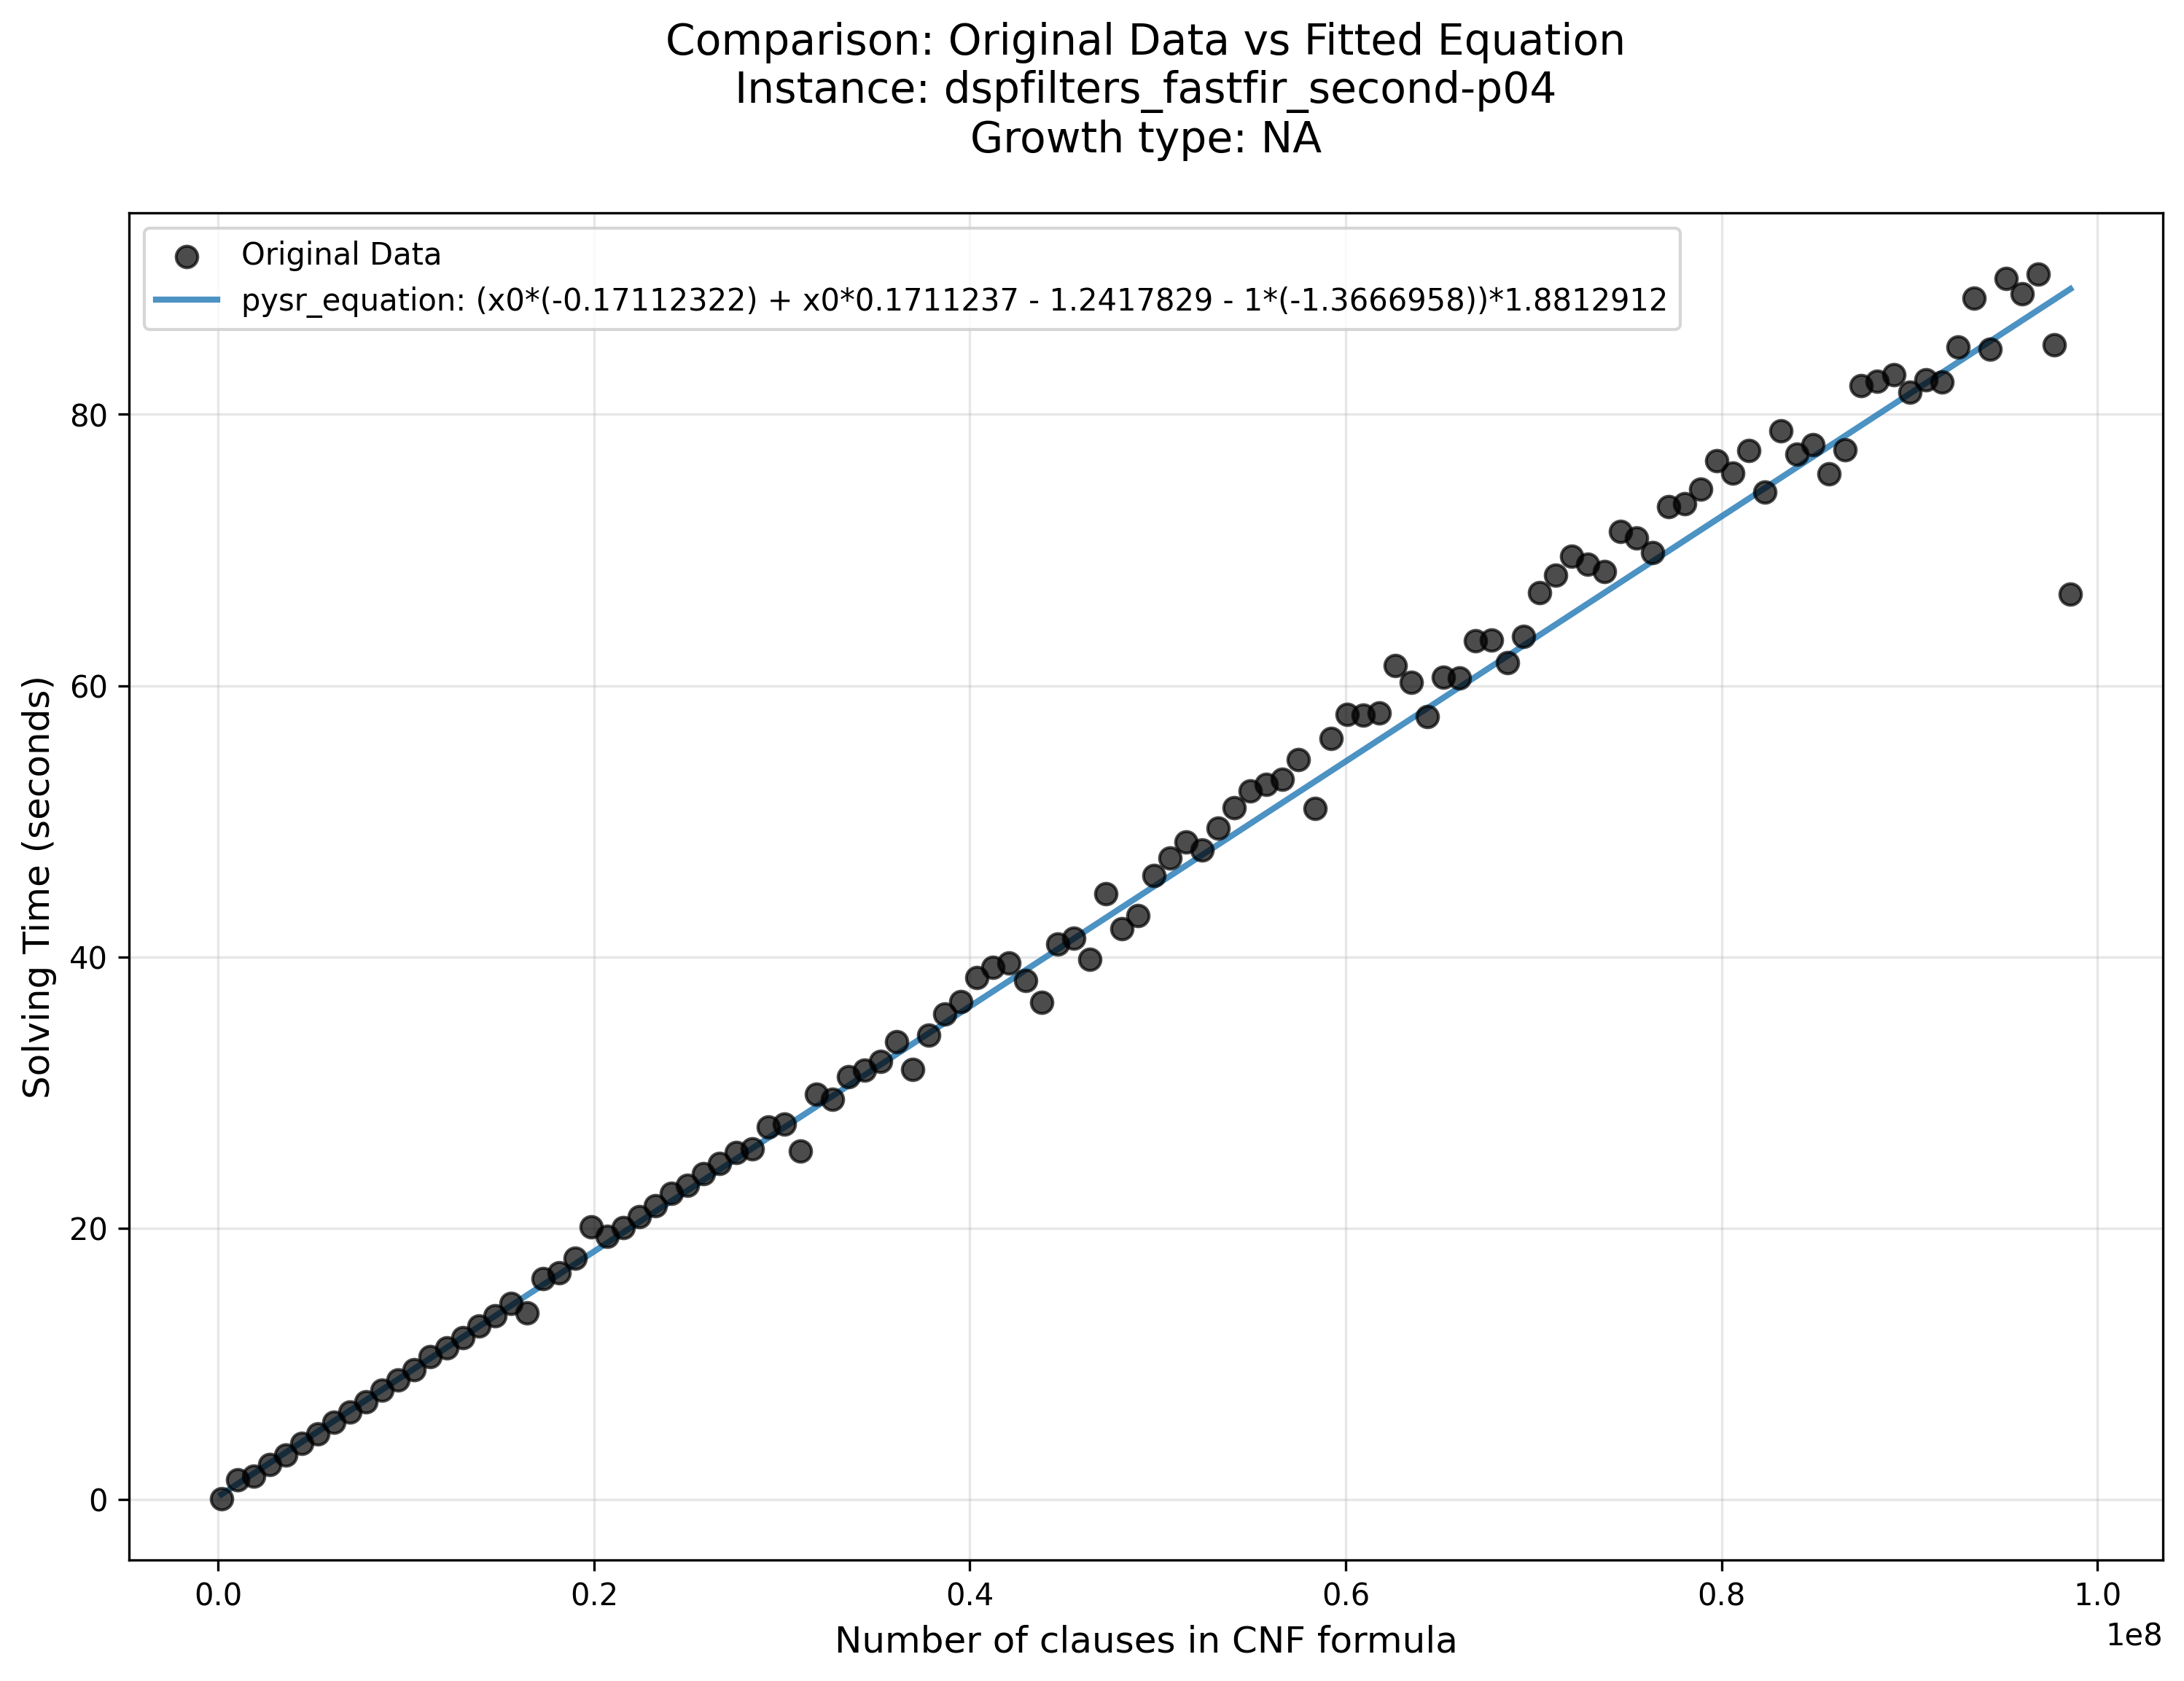 Comparison: Original Data vs Fitted Equation
Instance: dspfilters_fastfir_second-p04
Growth type: NA
Original Data
pysr_equation: (x0*(-0.17112322) + x0*0.1711237 - 1.2417829 - 1*(-1.3666958))*1.8812912
Solving Time (seconds)
80
60
40
20
0
0.0 0.2 0.4 0.6 0.8 1.0
1e8
Number of clauses in CNF formula